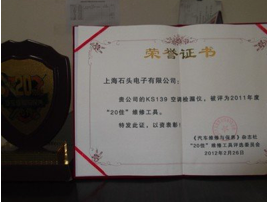 荣誉证书
上海石头电子有限公司：
贵公司的KS139 空调检漏仪，被评为2011年度
“20佳”维修工具。
特发此证，以资表彰！
《汽车维修与保养》杂志社
“20佳”维修工具评选委员会
2012年2月28日
20